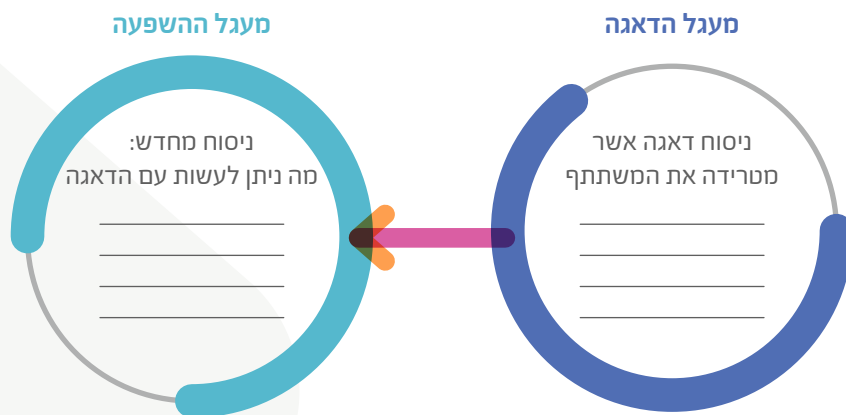 מעגל הדאגה
ניסוח דאגה אשר
מטרידה את המשתתף
מעגל ההשפעה
ניסוח מחדש:
מה ניתן לעשות עם הדאגה